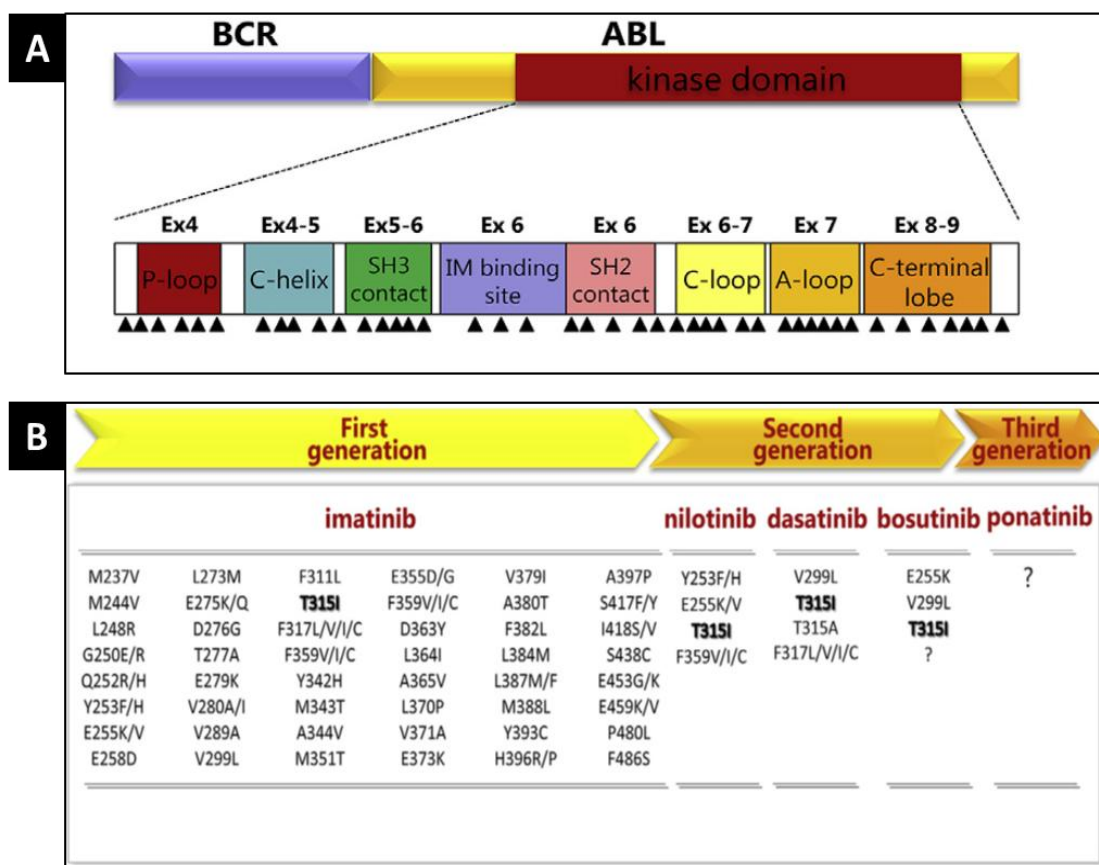 A
BCR
ABL
kinase domain
Ex4 Ex4-5 Ex5-6 Ex 6 Ex 6 Ex 6-7 Ex 7 Ex 8-9
P-loop C-helix SH3 contact IM binding site SH2 contact C-loop A-loop C-terminal lobe
B
First generation
Second generation
Third generation
imatinib nilotinib dasatinib bosutinib ponatinib
M237V L273M F311L E355D/G V379I A397P Y253F/H V299L E255K ?
M244V E275K/Q T315I F359V/I/C A380T S417F/Y E255K/V T315I V299L
L248R D276G F317L/V/I/C D363Y F382L I418S/V T315I T315A T315I
G250E/R T277A F359V/I/C L364I L384M S438C F359V/I/C F317L/V/I/C ?
Q252R/H E279K Y342H A365V L387M/F E453G/K
Y253F/H V280A/I M343T L370P M388L E459K/V
E255K/V V289A A344V V371A Y393C P480L
E258D V299L M351T E373K H396R/P F486S